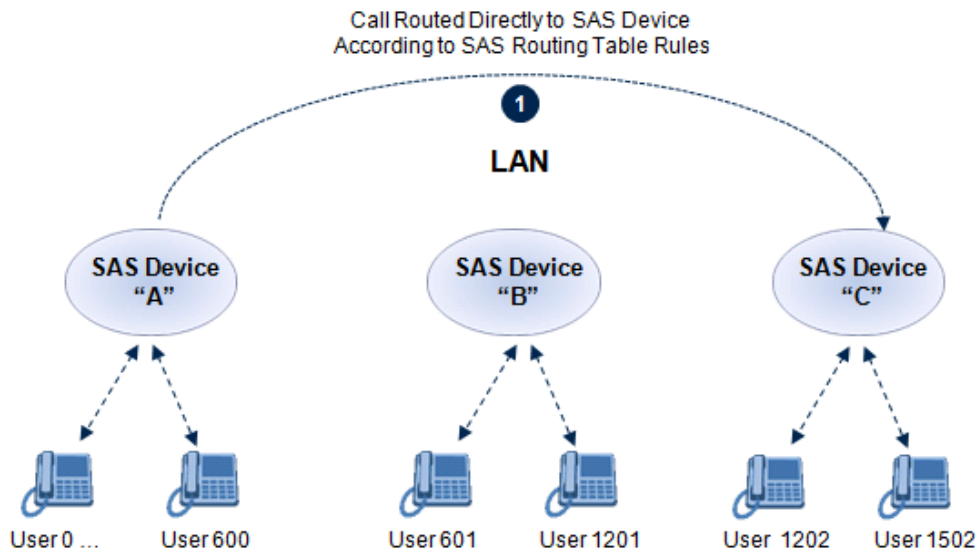 Call Routed Directly to SAS Device
According to SAS Routing Table Rules
1
LAN
SAS Device
“A”
SAS Device
“B”
SAS Device
“C”
User 0 ...
User 600
User 601
User 1201
User 1202
User 1502